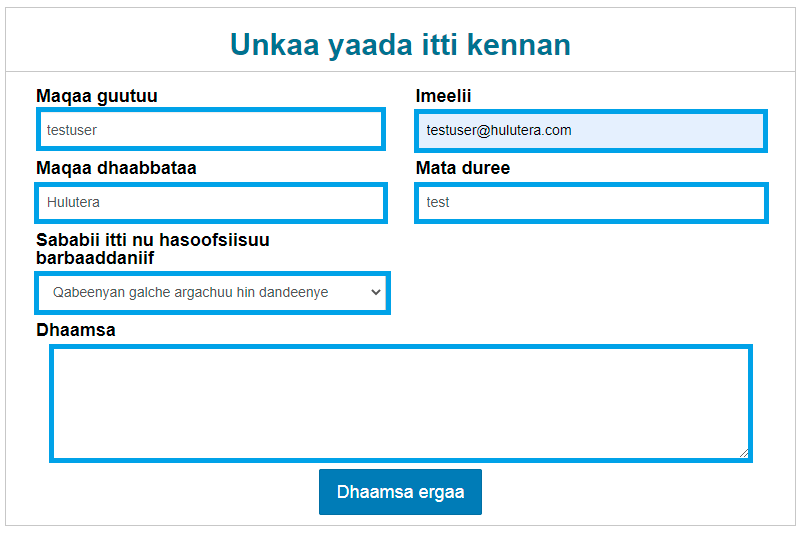 Unkaa yaada itti kennan
Maqaa guutuu
Imeelii
testuser
testuser@hulutera.com
Maqaa dhaabbataa
Mata duree
Hulutera
test
Sababii itti nu hasoofsiisuu
barbaaddaniif
Qabeenyan galche argachuu hin dandeenye
Dhaamsa
Dhaamsa ergaa